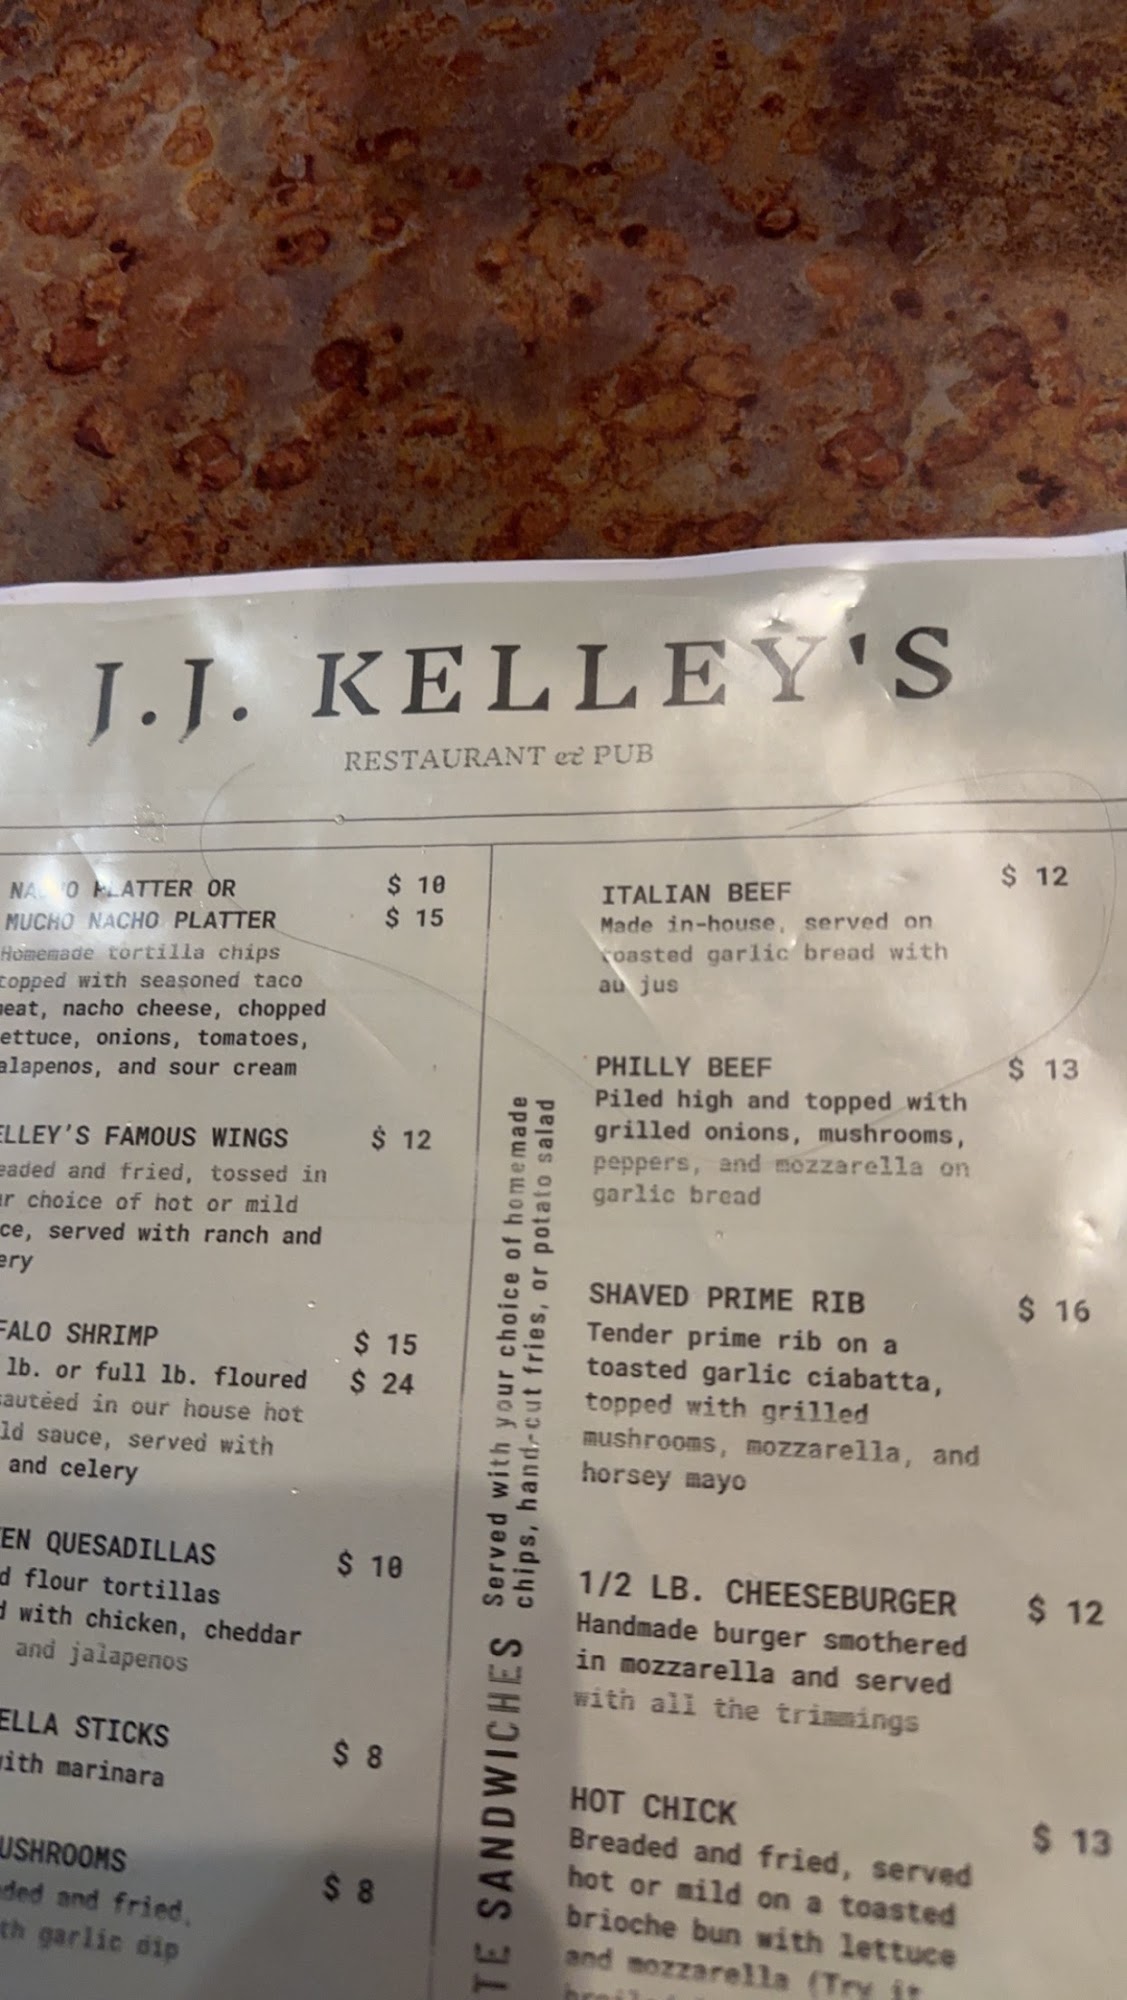 J.J. KELLEY'S
RESTAURANT & PUB
PLATTER OR $ 10
MUCHO NACHO PLATTER $ 15
Homemade tortilla chips
topped with seasoned taco
eat, nacho cheese, chopped
ettuce, onions, tomatoes,
alapenos, and sour cream
ELLEY'S FAMOUS WINGS $ 12
eaded and fried, tossed in
ur choice of hot or mild
ce, served with ranch and
ery
FALO SHRIMP $ 15
lb. or full lb. floured $ 24
sautéed in our house hot
ld sauce, served with
and celery
EN QUESADILLAS $ 10
d flour tortillas
d with chicken, cheddar
and jalapenos
ELLA STICKS $ 8
with marinara
USHROOMS $ 8
ded and fried,
th garlic dip
TE SANDWICHES
Served with your choice of homemade
chips, hand-cut fries, or potato salad
ITALIAN BEEF $ 12
Made in-house, served on
toasted garlic bread with
au jus
PHILLY BEEF $ 13
Piled high and topped with
grilled onions, mushrooms,
peppers, and mozzarella on
garlic bread
SHAVED PRIME RIB $ 16
Tender prime rib on a
toasted garlic ciabatta,
topped with grilled
mushrooms, mozzarella, and
horsey mayo
1/2 LB. CHEESEBURGER $ 12
Handmade burger smothered
in mozzarella and served
with all the trimmings
HOT CHICK $ 13
Breaded and fried, served
hot or mild on a toasted
brioche bun with lettuce
and mozzarella (Try it